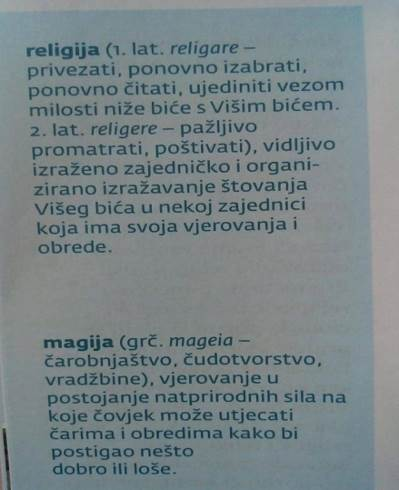 religija (1. lat. religare –
privezati, ponovno izabrati,
ponovno čitati, ujediniti vezom
milosti niže biće s Višim bićem.
2. lat. religere – pažljivo
promatrati, poštivati), vidljivo
izraženo zajedničko i organi-
zirano izražavanje štovanja
Višeg bića u nekoj zajednici
koja ima svoja vjerovanja i
obrede.
magija (grč. mageia –
čarobnjaštvo, čudotvorstvo,
vradžbine), vjerovanje u
postojanje natprirodnih sila na
koje čovjek može utjecati
čarima i obredima kako bi
postigao nešto
dobro ili loše.